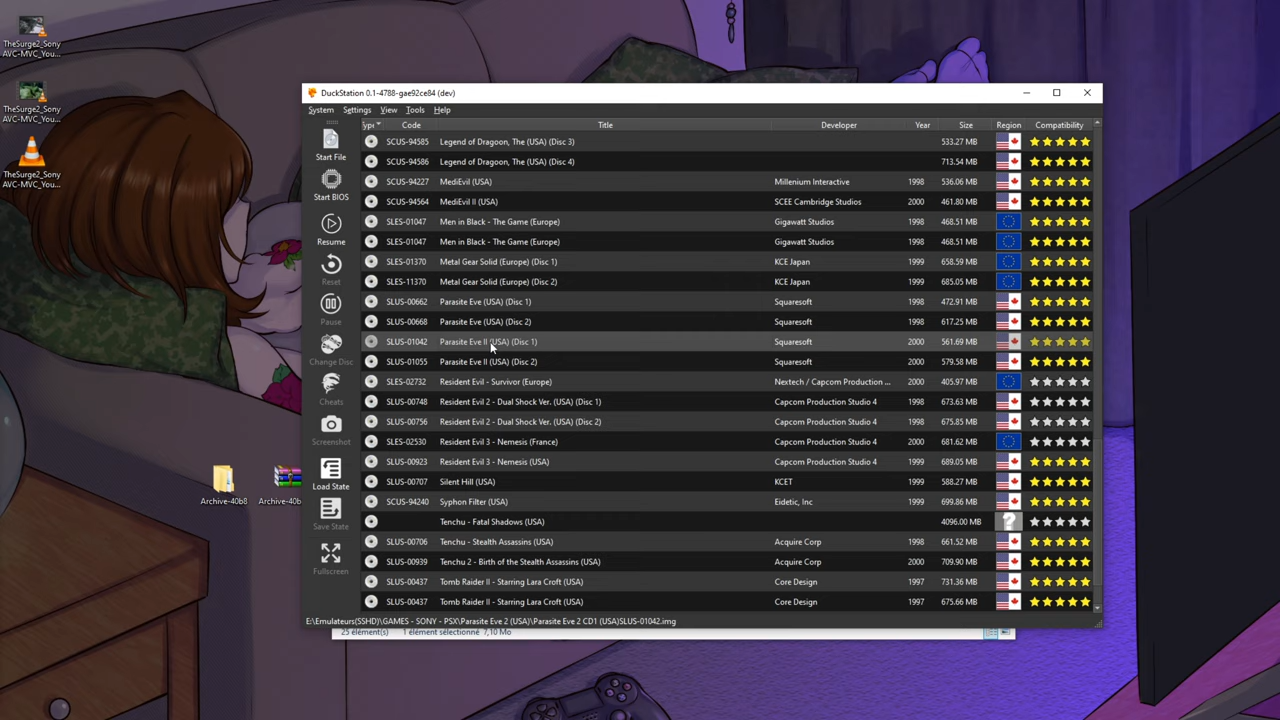 TheSurge2_Sony
AVC-MVC_You...
TheSurge2_Sony
AVC-MVC_You...
TheSurge2_Sony
AVC-MVC_You...
DuckStation 0.1-4788-gae92ce84 (dev)
System Settings View Tools Help
Type Code Title Developer Year Size Region Compatibility
SCUS-94585 Legend of Dragoon, The (USA) (Disc 3) 533.27 MB
SCUS-94586 Legend of Dragoon, The (USA) (Disc 4) 713.54 MB
SCUS-94227 MediEvil (USA) Millenium Interactive 1998 536.06 MB
SCUS-94564 MediEvil II (USA) SCEE Cambridge Studios 2000 461.80 MB
SLES-01047 Men in Black - The Game (Europe) Gigawatt Studios 1998 468.51 MB
SLES-01047 Men in Black - The Game (Europe) Gigawatt Studios 1998 468.51 MB
SLES-01370 Metal Gear Solid (Europe) (Disc 1) KCE Japan 1999 658.59 MB
SLES-11370 Metal Gear Solid (Europe) (Disc 2) KCE Japan 1999 685.05 MB
SLUS-00662 Parasite Eve (USA) (Disc 1) Squaresoft 1998 472.91 MB
SLUS-00668 Parasite Eve (USA) (Disc 2) Squaresoft 1998 617.25 MB
SLUS-01042 Parasite Eve II (USA) (Disc 1) Squaresoft 2000 561.69 MB
SLUS-01055 Parasite Eve II (USA) (Disc 2) Squaresoft 2000 579.58 MB
SLES-02732 Resident Evil - Survivor (Europe) Nextech / Capcom Production ... 2000 405.97 MB
SLUS-00748 Resident Evil 2 - Dual Shock Ver. (USA) (Disc 1) Capcom Production Studio 4 1998 673.63 MB
SLUS-00756 Resident Evil 2 - Dual Shock Ver. (USA) (Disc 2) Capcom Production Studio 4 1998 675.85 MB
SLES-02530 Resident Evil 3 - Nemesis (France) Capcom Production Studio 4 2000 681.62 MB
SLUS-00923 Resident Evil 3 - Nemesis (USA) Capcom Production Studio 4 1999 689.05 MB
SLUS-00707 Silent Hill (USA) KCET 1999 588.27 MB
SCUS-94240 Syphon Filter (USA) Eidetic, Inc 1999 699.86 MB
Tenchu - Fatal Shadows (USA) 4096.00 MB
SLUS-00706 Tenchu - Stealth Assassins (USA) Acquire Corp 1998 661.52 MB
SLUS-00939 Tenchu 2 - Birth of the Stealth Assassins (USA) Acquire Corp 2000 709.90 MB
SLUS-00437 Tomb Raider II - Starring Lara Croft (USA) Core Design 1997 731.36 MB
SLUS-00437 Tomb Raider II - Starring Lara Croft (USA) Core Design 1997 675.66 MB
Start File
Start BIOS
Resume
Reset
Pause
Change Disc
Cheats
Screenshot
Load State
Save State
Fullscreen
Archive-40b8 Archive-40b
E:\Emulateurs(SSHD)\GAMES - SONY - PSX\Parasite Eve 2 (USA)\Parasite Eve 2 CD1 (USA)SLUS-01042.img
25 élément(s) 1 élément sélectionné 7,10 Mo